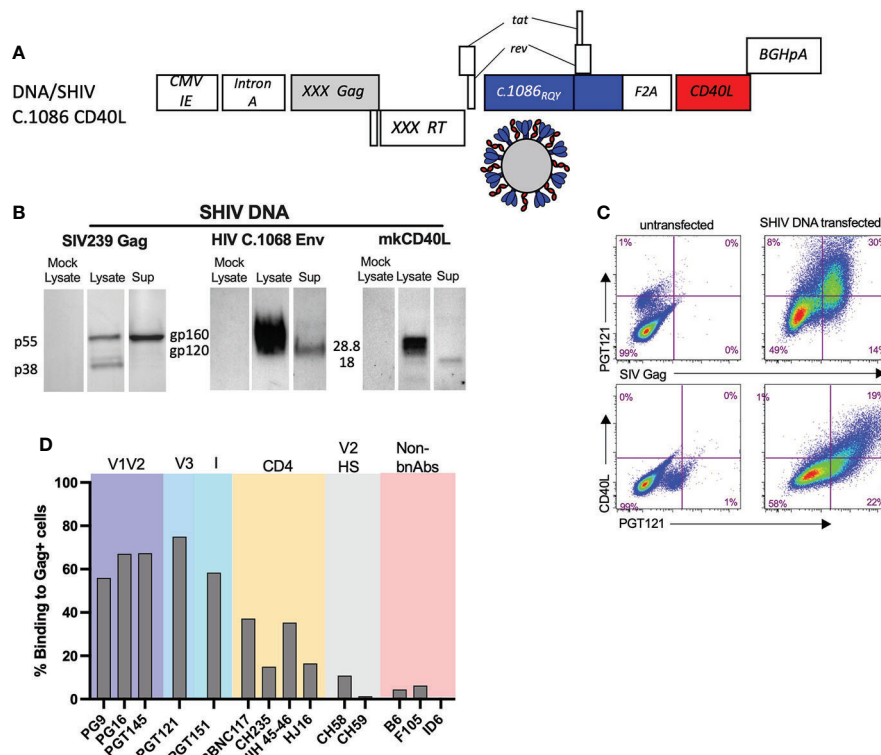 A
DNA/SHIV
C.1086 CD40L
CMV
IE
Intron
A
XXX Gag
XXX RT
tat
rev
C.1086RQY
F2A
CD40L
BGHpA
B
SHIV DNA
SIV239 Gag
HIV C.1068 Env
mkCD40L
Mock
Lysate
Lysate
Sup
Mock
Lysate
Lysate
Sup
Mock
Lysate
Lysate
Sup
p55
p38
gp160
gp120
28.8
18
C
untransfected
SHIV DNA transfected
1%
0%
99%
0%
8%
30%
49%
14%
PGT121
SIV Gag
0%
0%
99%
1%
1%
19%
58%
22%
CD40L
PGT121
D
V1V2
V3
I
CD4
V2
HS
Non-
bnAbs
% Binding to Gag+ cells
100
80
60
40
20
0
PG9
PG16
PGT145
PGT121
PGT151
CH235
HJ16
CH58
CH59
B6
F105
ID6